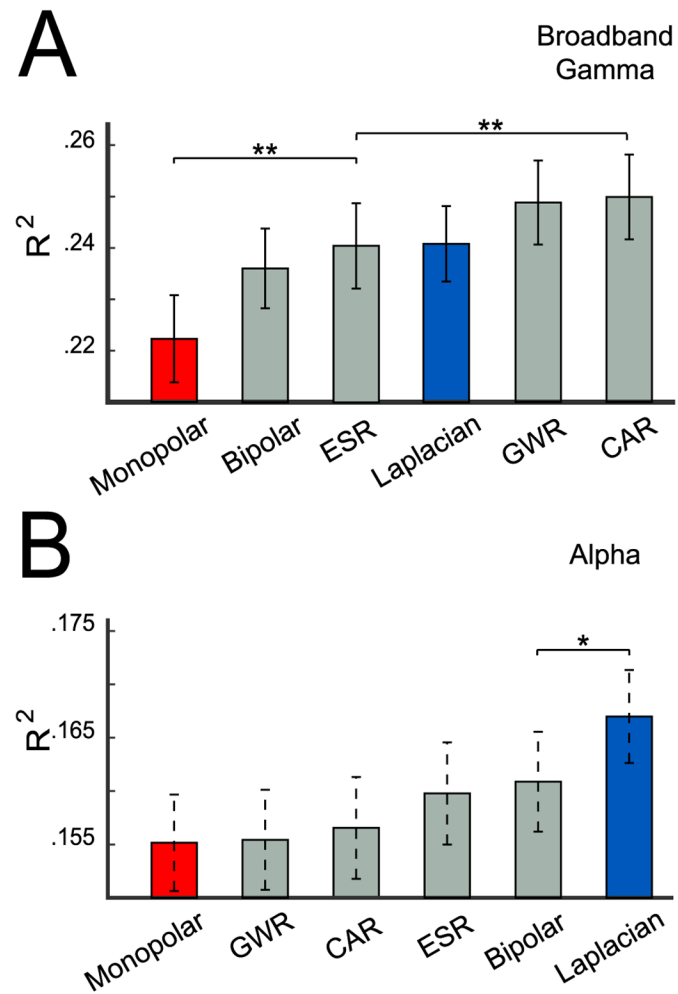 A
Broadband
Gamma
**
**
.26
.24
.22
R2
Monopolar
Bipolar
ESR
Laplacian
GWR
CAR
B
Alpha
*
.175
.165
.155
R2
Monopolar
GWR
CAR
ESR
Bipolar
Laplacian